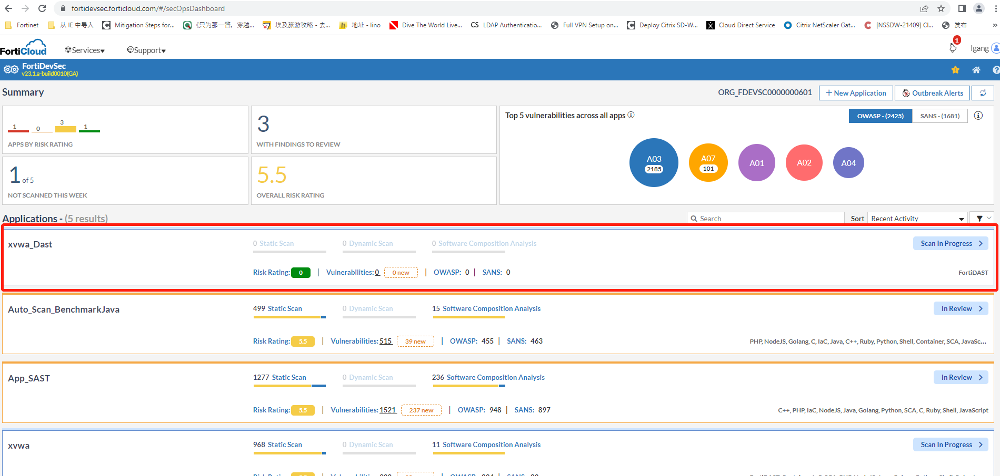 fortidevsec.forticloud.com/#/secOpsDashboard
Fortinet 从 IE 中导入 Mitigation Steps for... 《只为那一瞥，穿越... 埃及旅游攻略 - 去... 地址 - lino Dive The World Live... CS LDAP Authenticatio... Full VPN Setup on... Deploy Citrix SD-W... Cloud Direct Service Citrix NetScaler Gat... [NSSDW-21409] Cl... 发布 »
FortiCloud Services Support 1 lgang
FortiDevSec
v23.1.a-build0010(GA)
Summary ORG_FDEVSC0000000601 + New Application Outbreak Alerts
1 0 3 1
APPS BY RISK RATING
3
WITH FINDINGS TO REVIEW
1 of 5
NOT SCANNED THIS WEEK
5.5
OVERALL RISK RATING
Top 5 vulnerabilities across all apps OWASP - (2425) SANS - (1681)
A03 2185
A07 101
A01
A02
A04
Applications - (5 results) Search Sort Recent Activity
xvwa_Dast 0 Static Scan 0 Dynamic Scan 0 Software Composition Analysis Scan In Progress
Risk Rating: 0 | Vulnerabilities: 0 0 new | OWASP: 0 | SANS: 0 FortiDAST
Auto_Scan_BenchmarkJava 499 Static Scan 0 Dynamic Scan 15 Software Composition Analysis In Review
Risk Rating: 5.5 | Vulnerabilities: 515 39 new | OWASP: 455 | SANS: 463 PHP, NodeJS, Golang, C, IaC, Java, C++, Ruby, Python, Shell, Container, SCA, JavaSc...
App_SAST 1277 Static Scan 0 Dynamic Scan 236 Software Composition Analysis In Review
Risk Rating: 5.5 | Vulnerabilities: 1521 237 new | OWASP: 948 | SANS: 897 C++, PHP, IaC, NodeJS, Java, Golang, Python, SCA, C, Ruby, Shell, JavaScript
xvwa 968 Static Scan 0 Dynamic Scan 11 Software Composition Analysis Scan In Progress